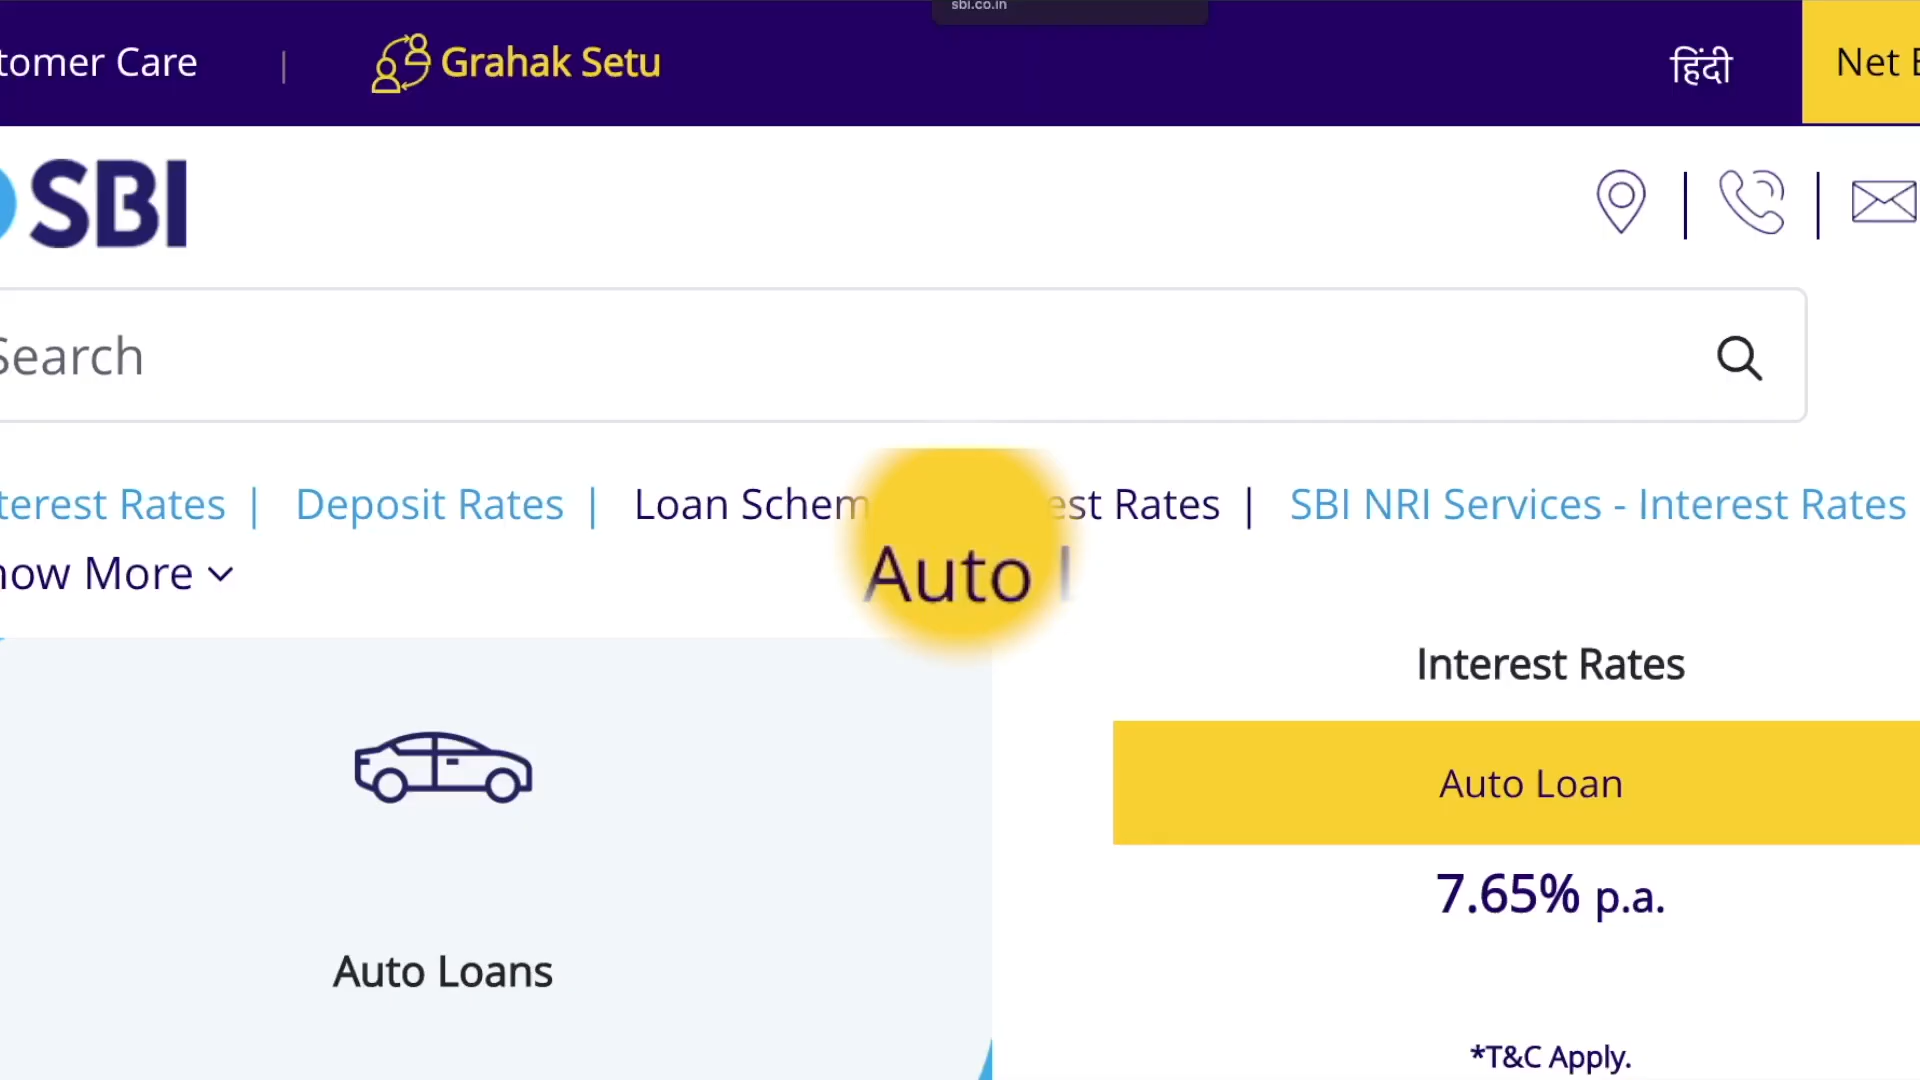 sbi.co.in
tomer Care | Grahak Setu हिंदी Net
SBI
Search
terest Rates | Deposit Rates | Loan Schem est Rates | SBI NRI Services - Interest Rates
how More
Auto
Interest Rates
Auto Loan
7.65% p.a.
Auto Loans
*T&C Apply.